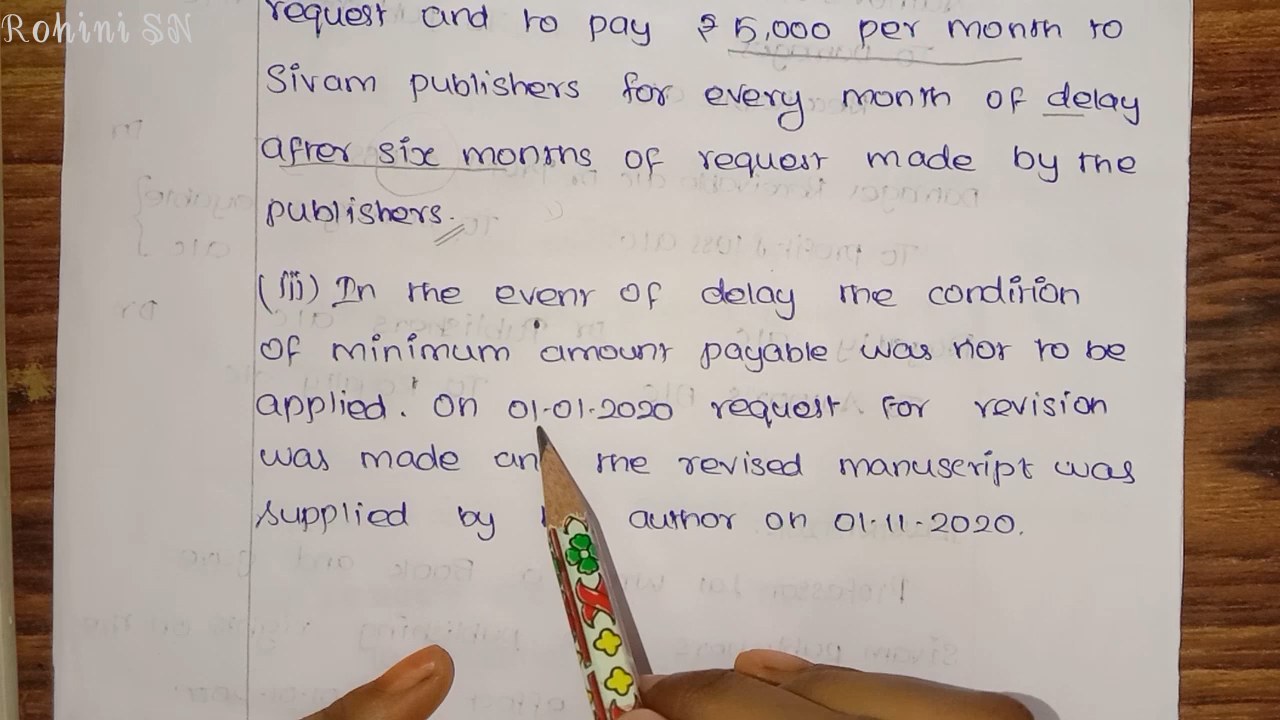 Rohini SN
request and to pay ₹ 5,000 per month to
Sivam publishers for every month of delay
after six months of request made by the
publishers.
(iii) In the event of delay the condition
of minimum amount payable was not to be
applied. On 01.01.2020 request for revision
was made an the revised manuscript was
supplied by author on 01.11.2020.